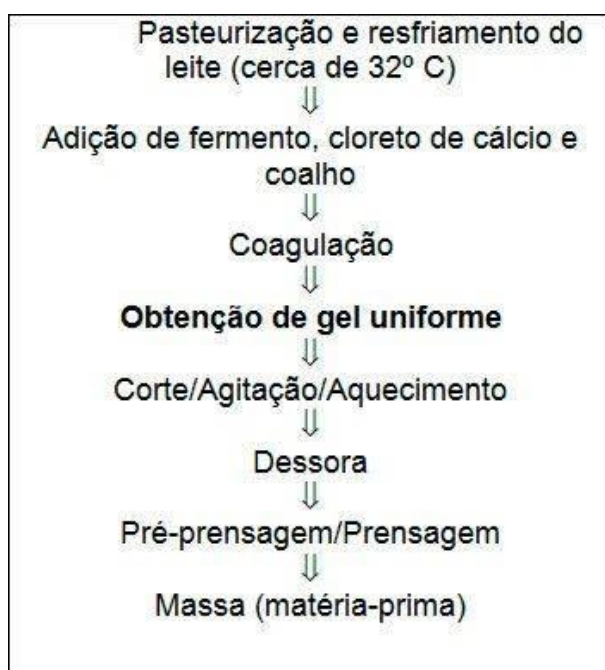 Pasteurização e resfriamento do
leite (cerca de 32º C)
⇓
Adição de fermento, cloreto de cálcio e
coalho
⇓
Coagulação
⇓
Obtenção de gel uniforme
⇓
Corte/Agitação/Aquecimento
⇓
Dessora
⇓
Pré-prensagem/Prensagem
⇓
Massa (matéria-prima)